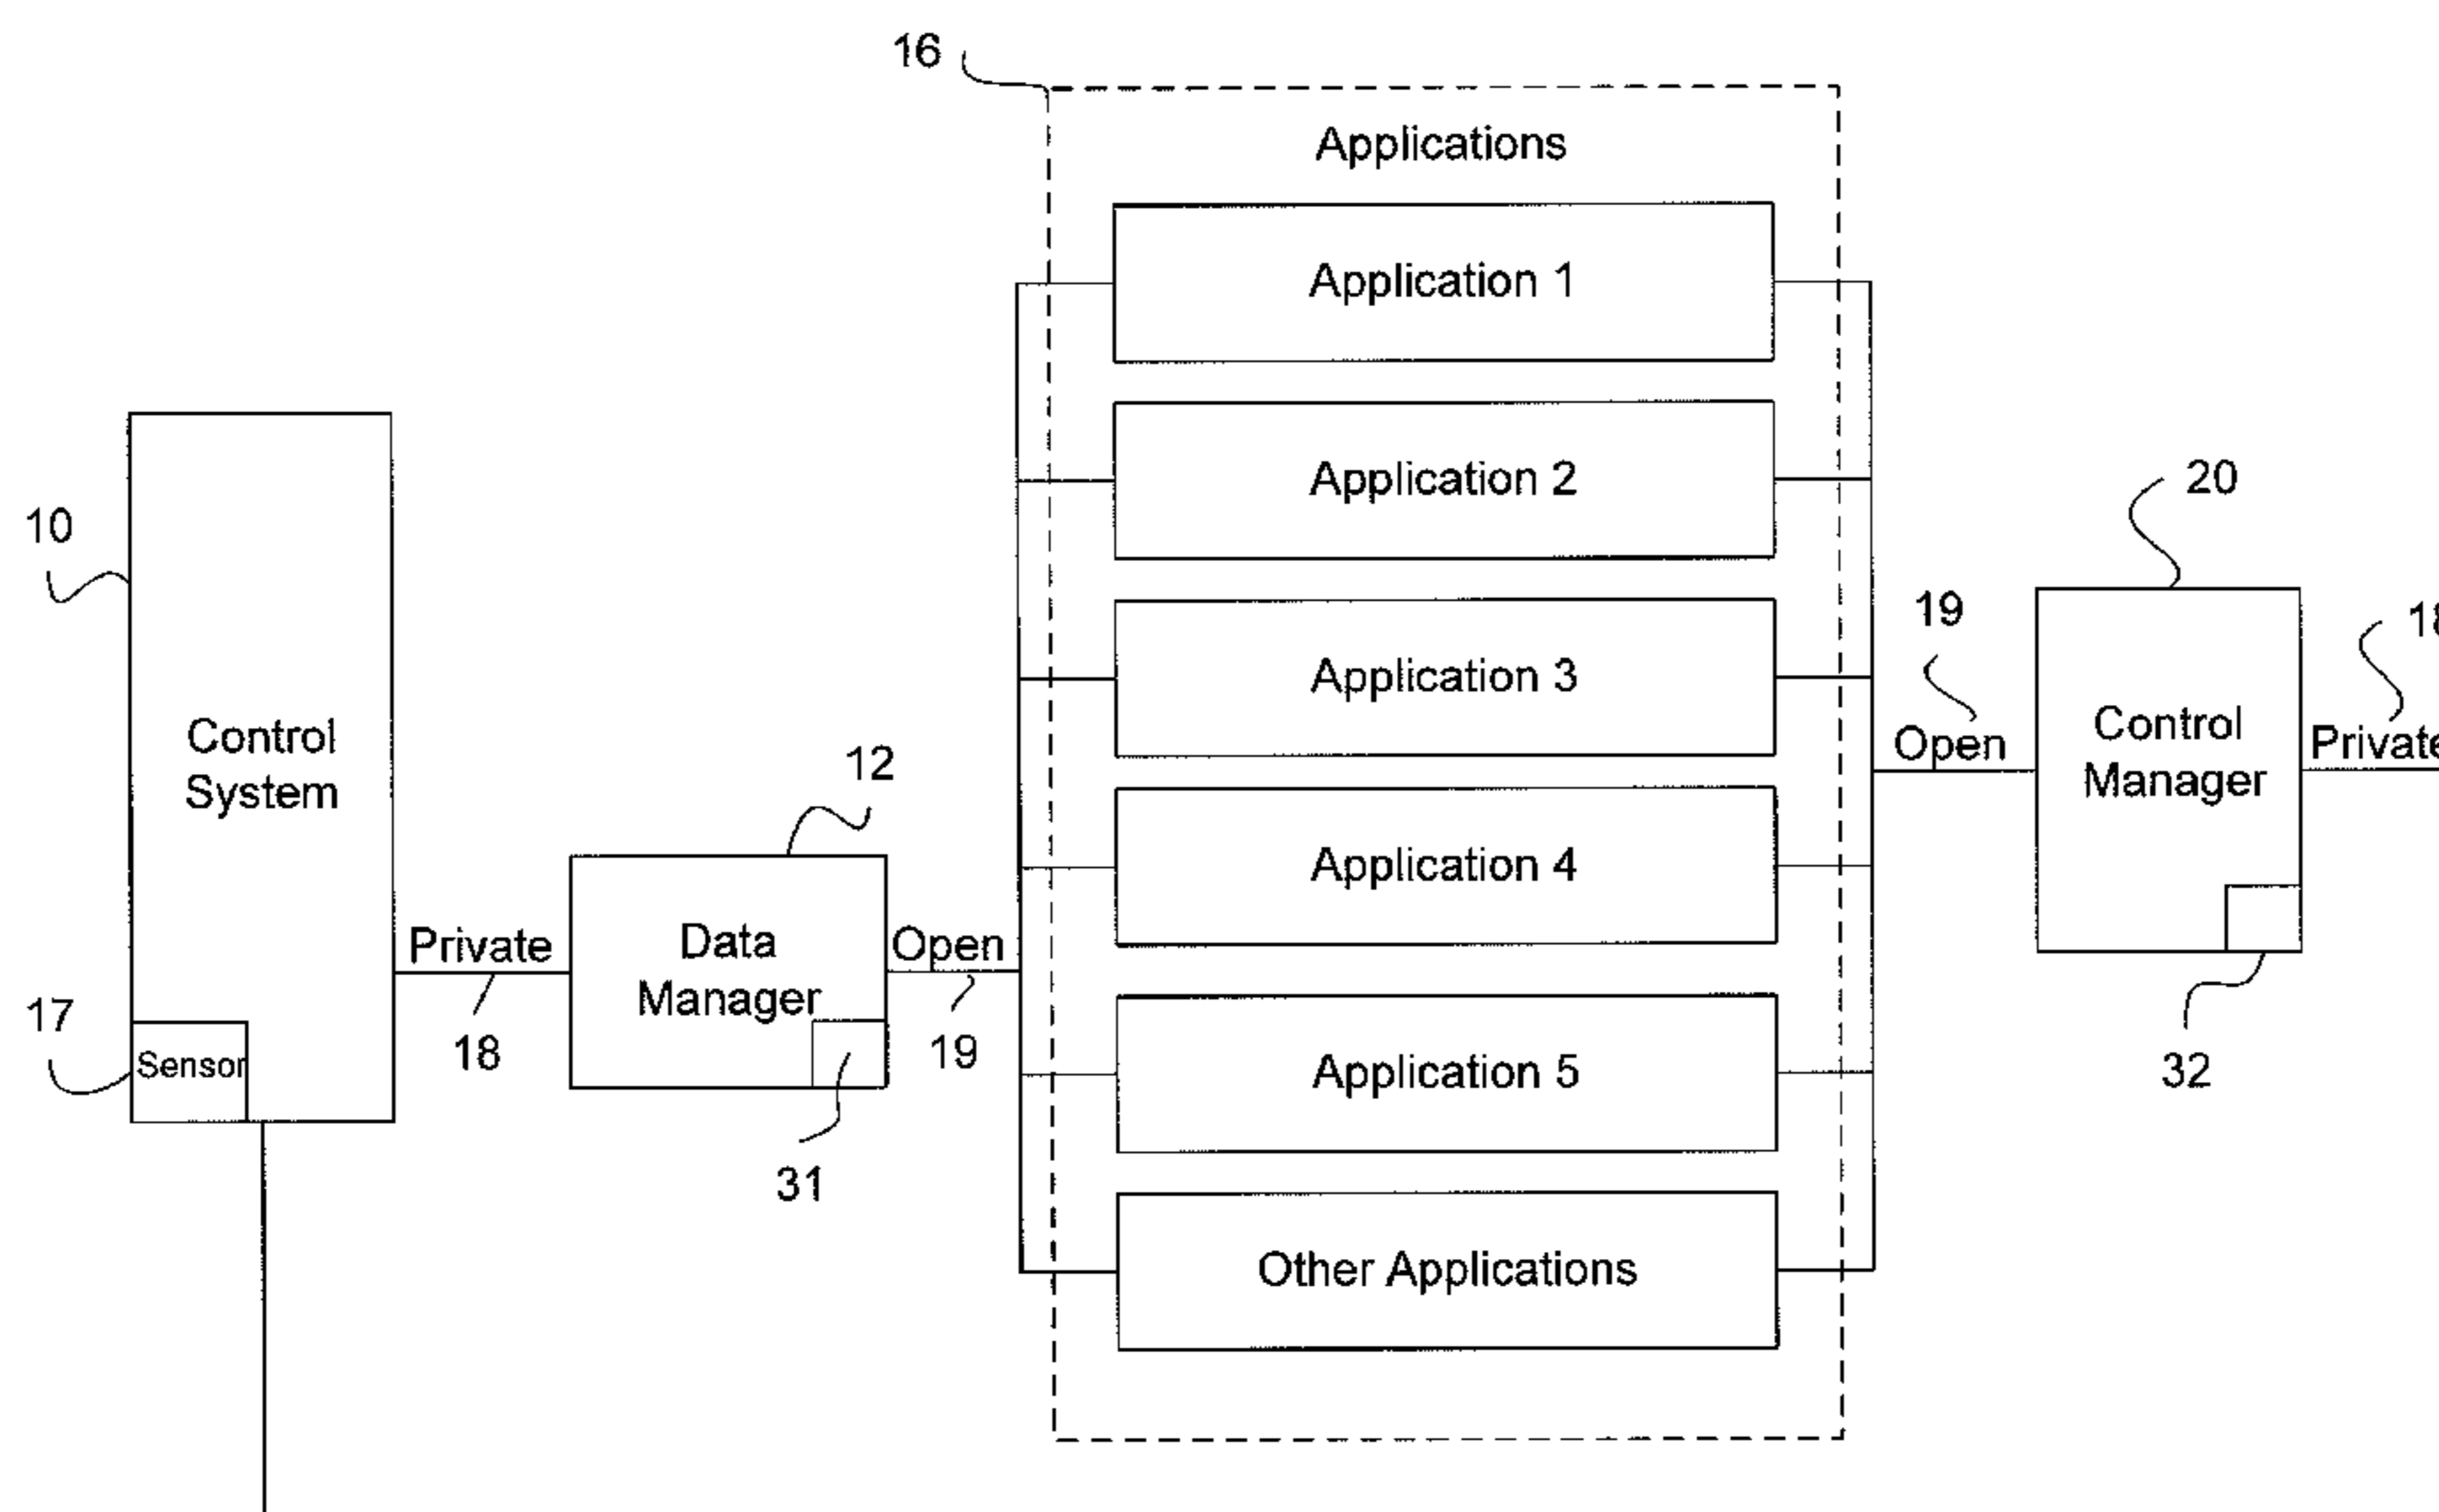 16
Applications
Application 1
Application 2
Application 3
Application 4
Application 5
Other Applications
10
Control
System
17
Sensor
Private
18
12
Data
Manager
31
Open
19
19
Open
20
Control
Manager
32
Private